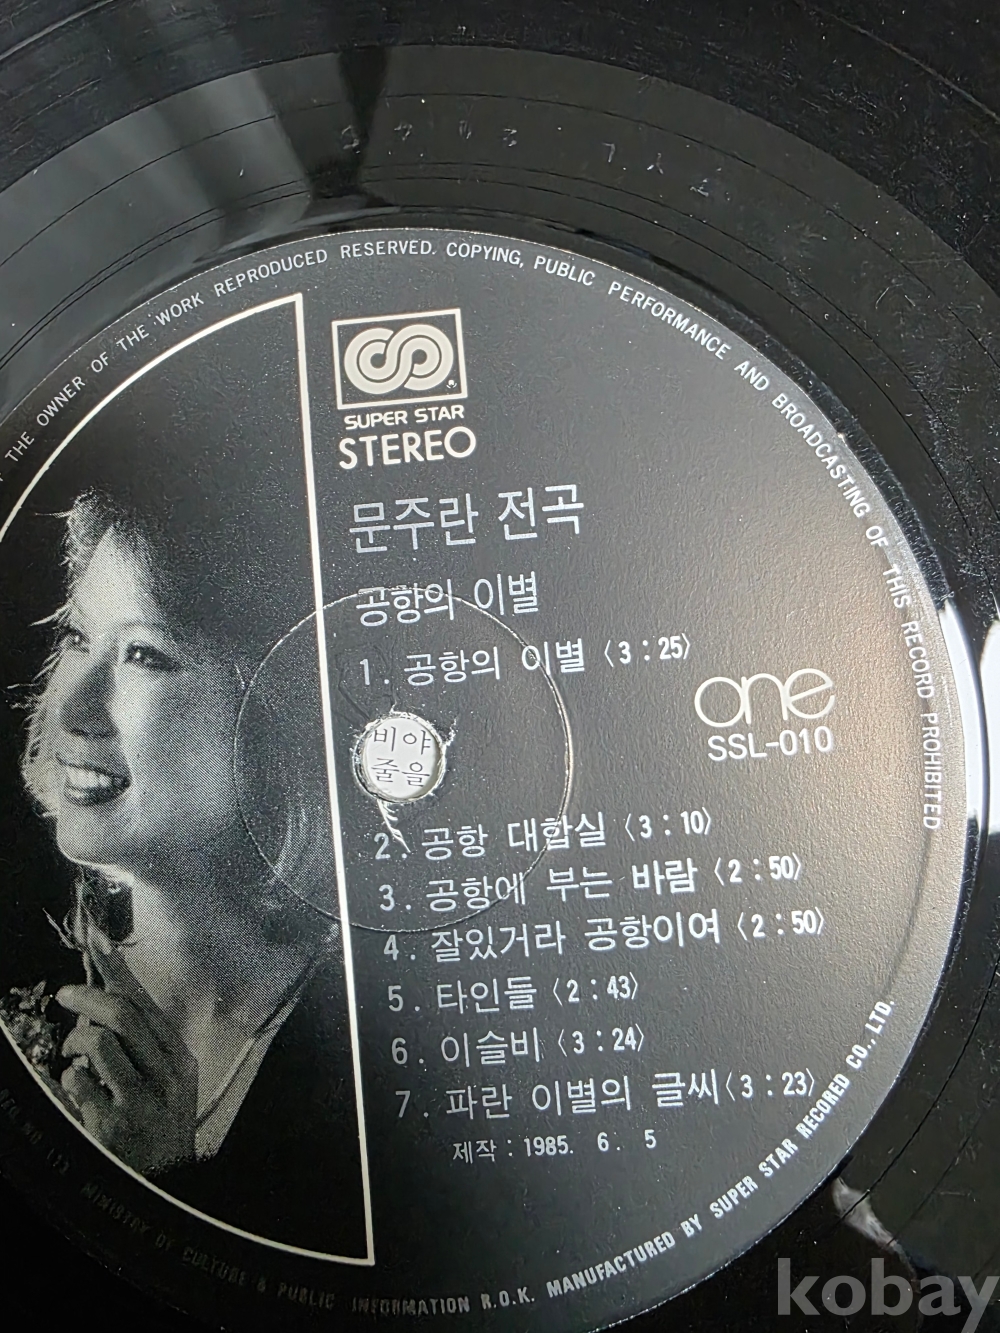 THE OWNER OF THE WORK REPRODUCED RESERVED. COPYING, PUBLIC PERFORMANCE AND BROADCASTING OF THIS RECORD PROHIBITED
SUPER STAR
STEREO
문주란 전곡
공항의 이별
1. 공항의 이별 〈3:25〉
one
SSL-010
비야
줄을
2. 공항 대합실 〈3:10〉
3. 공항에 부는 바람 〈2:50〉
4. 잘있거라 공항이여 〈2:50〉
5. 타인들 〈2:43〉
6. 이슬비 〈3:24〉
7. 파란 이별의 글씨 〈3:23〉
제작 : 1985. 6. 5
MINISTRY OF CULTURE & PUBLIC INFORMATION R.O.K. MANUFACTURED BY SUPER STAR RECORED CO., LTD.
kobay